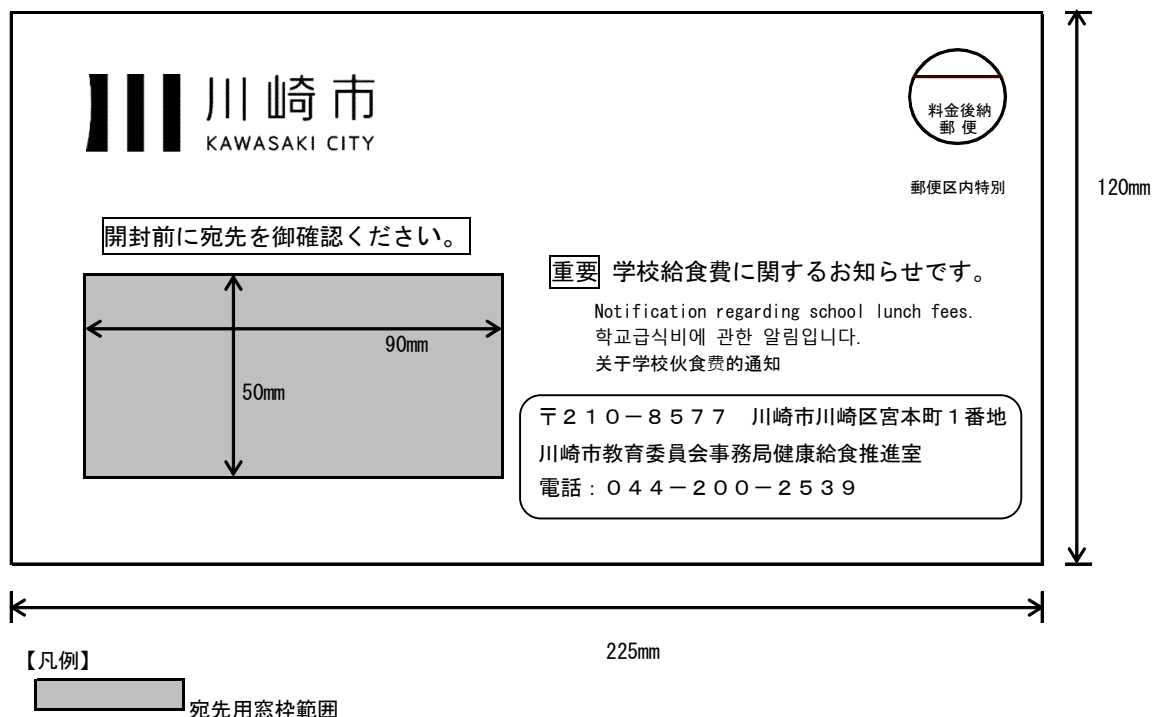 川崎市
KAWASAKI CITY
料金後納
郵便
郵便区内特別
120mm
開封前に宛先を御確認ください。
重要 学校給食費に関するお知らせです。
Notification regarding school lunch fees.
학교급식비에 관한 알림입니다.
关于学校伙食费的通知
90mm
50mm
〒210-8577 川崎市川崎区宮本町1番地
川崎市教育委員会事務局健康給食推進室
電話:044-200-2539
225mm
【凡例】
宛先用窓枠範囲